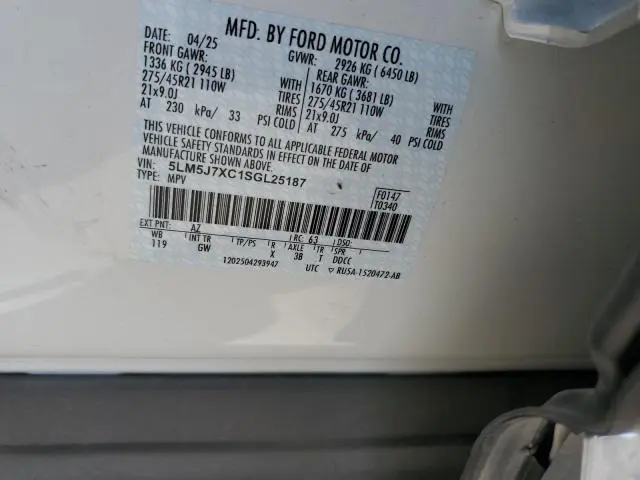 MFD. BY FORD MOTOR CO.
DATE: 04/25 GVWR: 2926 KG (6450 LB)
FRONT GAWR: REAR GAWR:
1336 KG (2945 LB) WITH 1670 KG (3681 LB) WITH
275/45R21 110W TIRES 275/45R21 110W TIRES
21x9.0J RIMS 21x9.0J RIMS
AT 230 kPa/ 33 PSI COLD AT 275 kPa/ 40 PSI COLD
THIS VEHICLE CONFORMS TO ALL APPLICABLE FEDERAL MOTOR
VEHICLE SAFETY STANDARDS IN EFFECT ON THE DATE OF
MANUFACTURE SHOWN ABOVE.
VIN: 5LM5J7XC1SGL25187
TYPE: MPV
F0147
T0340
EXT PNT: AZ RC: 63 DSO:
WB INT TR TP/PS R AXLE TR SPR
119 GW X 3B T DDCC
1202504293947 UTC ▽ RUSA-1520472-AB